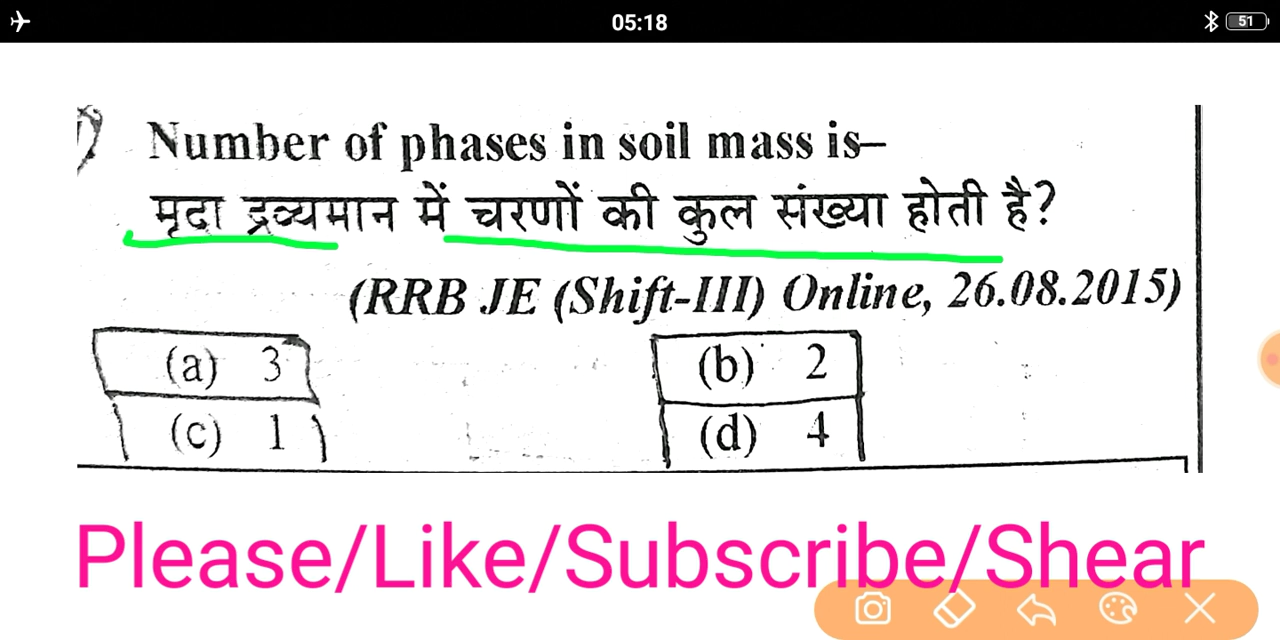 05:18
51
Number of phases in soil mass is–
मृदा द्रव्यमान में चरणों की कुल संख्या होती है?
(RRB JE (Shift-III) Online, 26.08.2015)
(a) 3 (b) 2
(c) 1 (d) 4
Please/Like/Subscribe/Shear